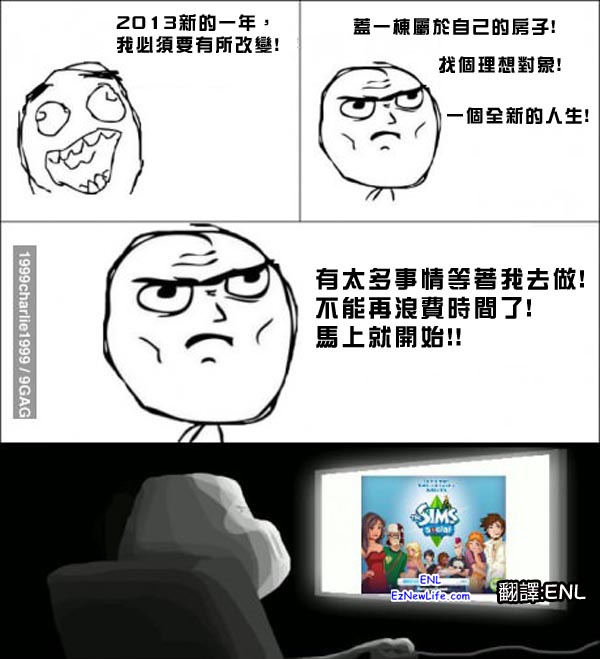 2013新的一年，
我必須要有所改變!
蓋一棟屬於自己的房子!
找個理想對象!
一個全新的人生!
1999charlie1999 / 9GAG
有太多事情等著我去做!
不能再浪費時間了!
馬上就開始!!
THE
SIMS
social
ENL
EzNewLife.com
翻譯:ENL